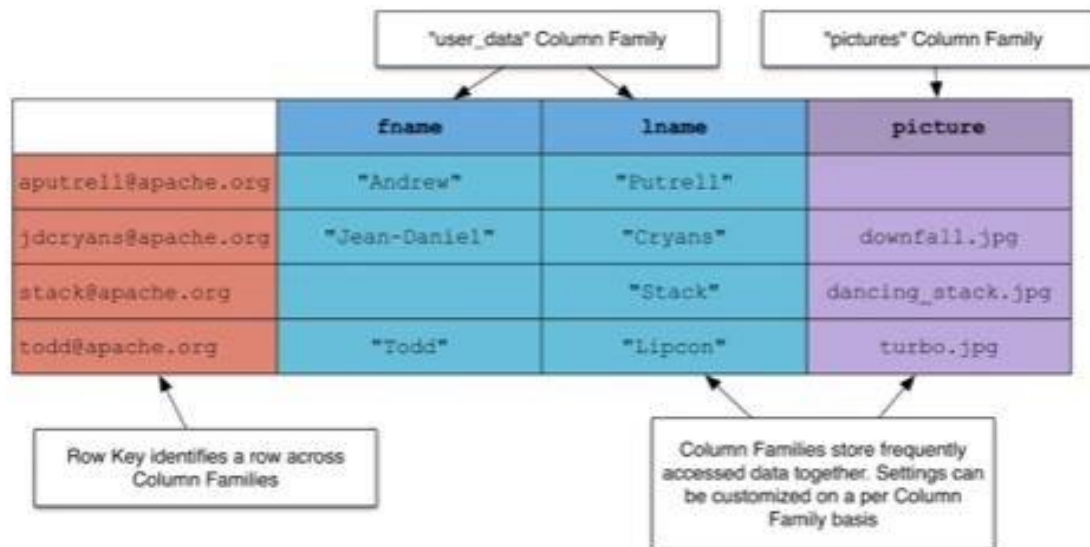 "user_data" Column Family
"pictures" Column Family
fname lname picture
aputrell@apache.org "Andrew" "Putrell"
jdcryans@apache.org "Jean-Daniel" "Cryans" downfall.jpg
stack@apache.org "Stack" dancing_stack.jpg
todd@apache.org "Todd" "Lipcon" turbo.jpg
Row Key identifies a row across
Column Families
Column Families store frequently
accessed data together. Settings can
be customized on a per Column
Family basis